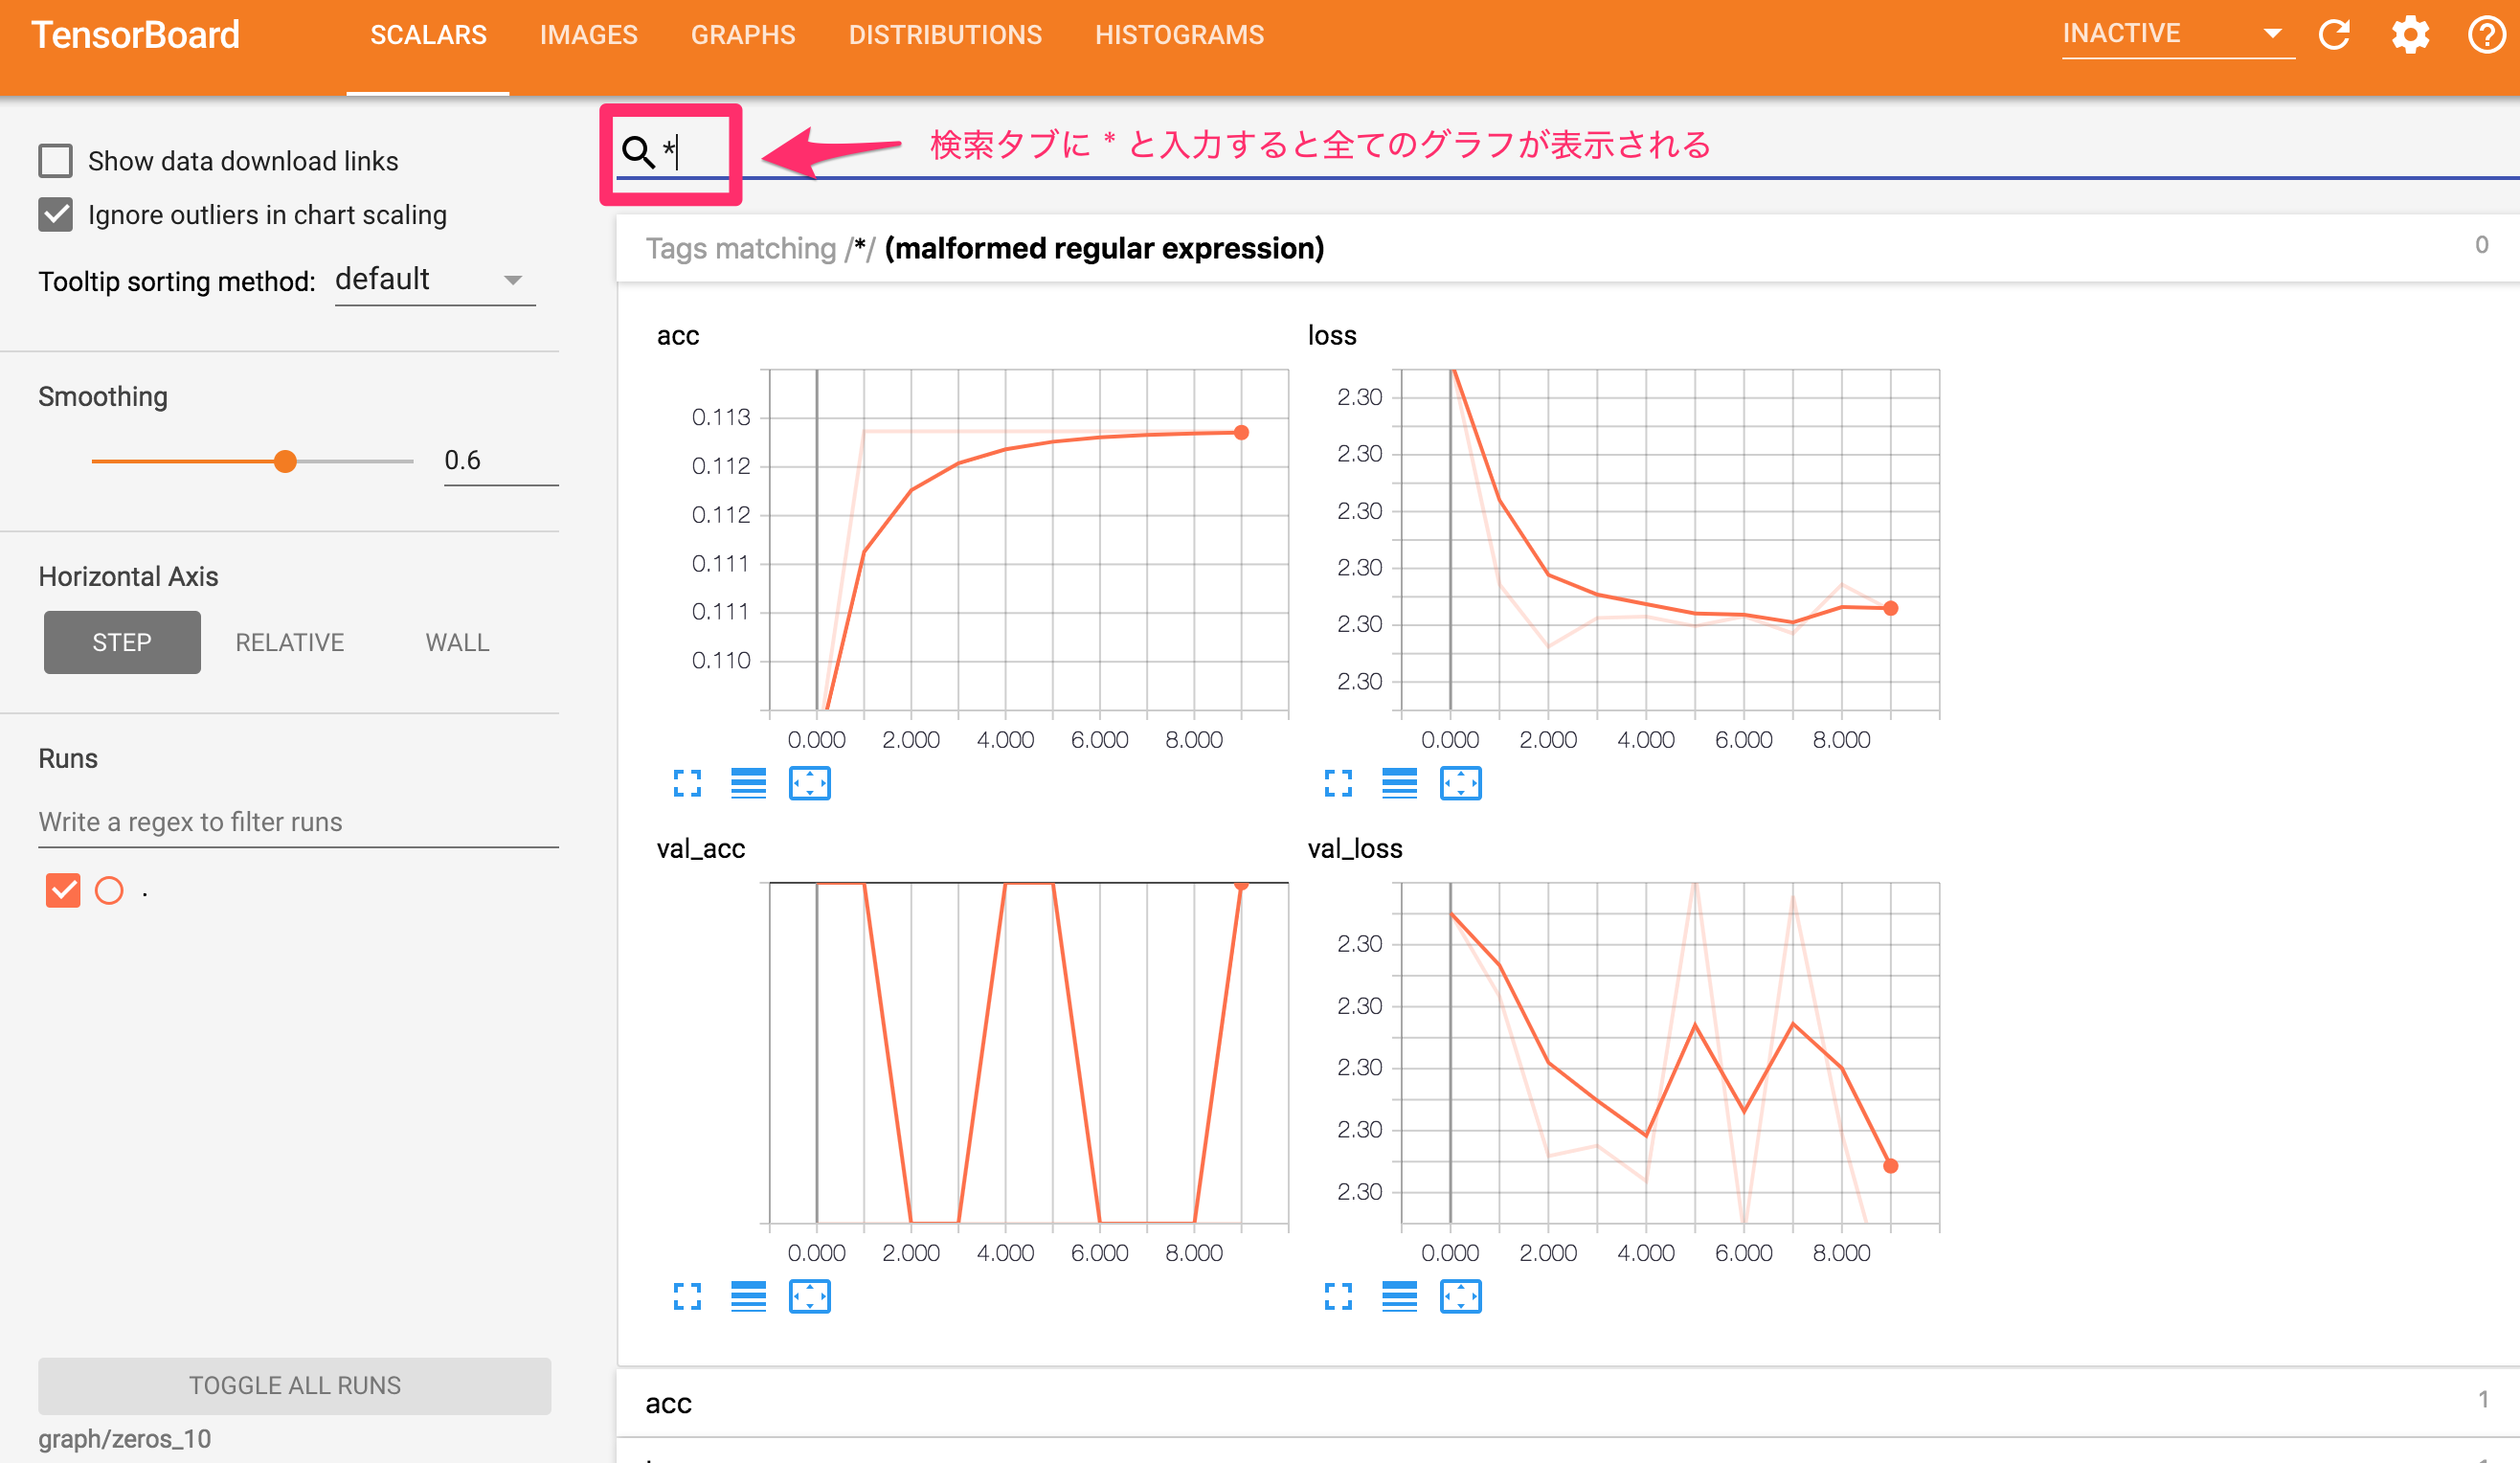 TensorBoard SCALARS IMAGES GRAPHS DISTRIBUTIONS HISTOGRAMS INACTIVE
Show data download links
Ignore outliers in chart scaling
Tooltip sorting method: default
Smoothing
0.6
Horizontal Axis
STEP RELATIVE WALL
Runs
Write a regex to filter runs
.
TOGGLE ALL RUNS
graph/zeros_10
*
検索タブに * と入力すると全てのグラフが表示される
Tags matching /*/ (malformed regular expression) 0
acc
0.113
0.112
0.112
0.111
0.111
0.110
0.000 2.000 4.000 6.000 8.000
loss
2.30
2.30
2.30
2.30
2.30
2.30
0.000 2.000 4.000 6.000 8.000
val_acc
0.000 2.000 4.000 6.000 8.000
val_loss
2.30
2.30
2.30
2.30
2.30
0.000 2.000 4.000 6.000 8.000
acc 1